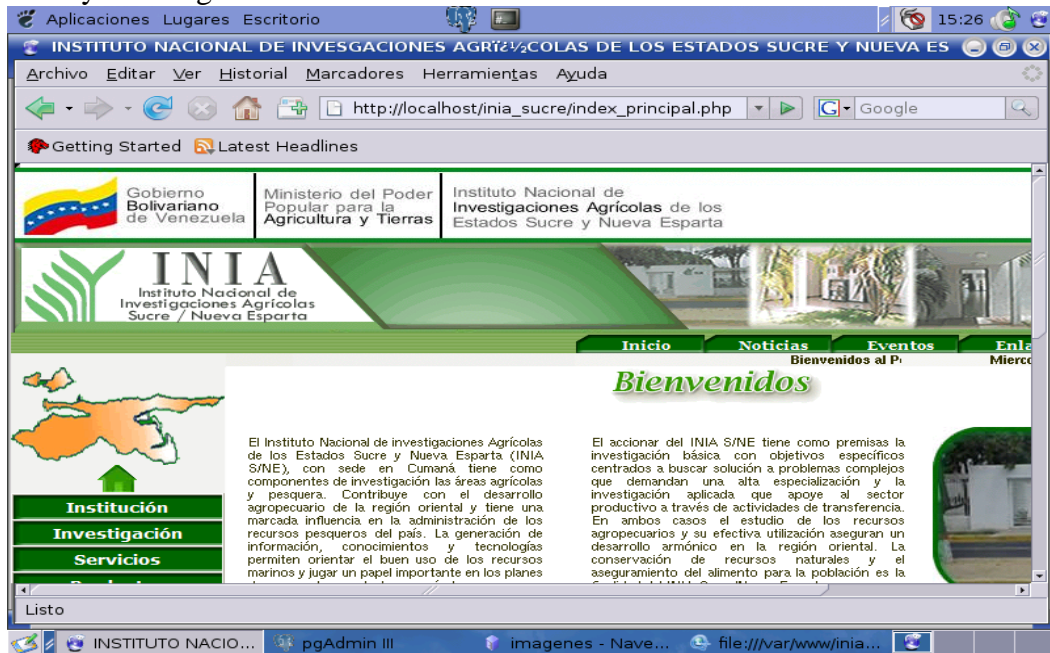 Aplicaciones Lugares Escritorio 15:26
INSTITUTO NACIONAL DE INVESGACIONES AGRï¿½COLAS DE LOS ESTADOS SUCRE Y NUEVA ES
Archivo Editar Ver Historial Marcadores Herramientas Ayuda
http://localhost/inia_sucre/index_principal.php G Google
Getting Started Latest Headlines
Gobierno
Bolivariano
de Venezuela
Ministerio del Poder
Popular para la
Agricultura y Tierras
Instituto Nacional de
Investigaciones Agrícolas de los
Estados Sucre y Nueva Esparta
INIA
Instituto Nacional de
Investigaciones Agrícolas
Sucre / Nueva Esparta
Inicio Noticias Eventos Enla
Bienvenidos al P Mierco
Bienvenidos
El Instituto Nacional de investigaciones Agrícolas
de los Estados Sucre y Nueva Esparta (INIA
S/NE), con sede en Cumaná tiene como
componentes de investigación las áreas agrícolas
y pesquera. Contribuye con el desarrollo
agropecuario de la región oriental y tiene una
marcada influencia en la administración de los
recursos pesqueros del país. La generación de
información, conocimientos y tecnologías
permiten orientar el buen uso de los recursos
marinos y jugar un papel importante en los planes
El accionar del INIA S/NE tiene como premisas la
investigación básica con objetivos específicos
centrados a buscar solución a problemas complejos
que demandan una alta especialización y la
investigación aplicada que apoye al sector
productivo a través de actividades de transferencia.
En ambos casos el estudio de los recursos
agropecuarios y su efectiva utilización aseguran un
desarrollo armónico en la región oriental. La
conservación de recursos naturales y el
aseguramiento del alimento para la población es la
Institución
Investigación
Servicios
Listo
INSTITUTO NACIO... pgAdmin III imagenes - Nave... file:///var/www/inia...